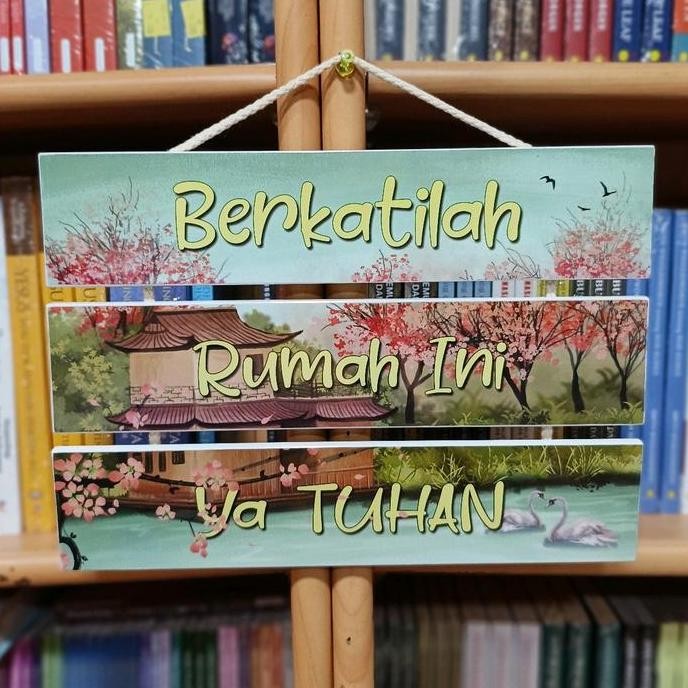 Berkatilah
Rumah Ini
Ya TUHAN